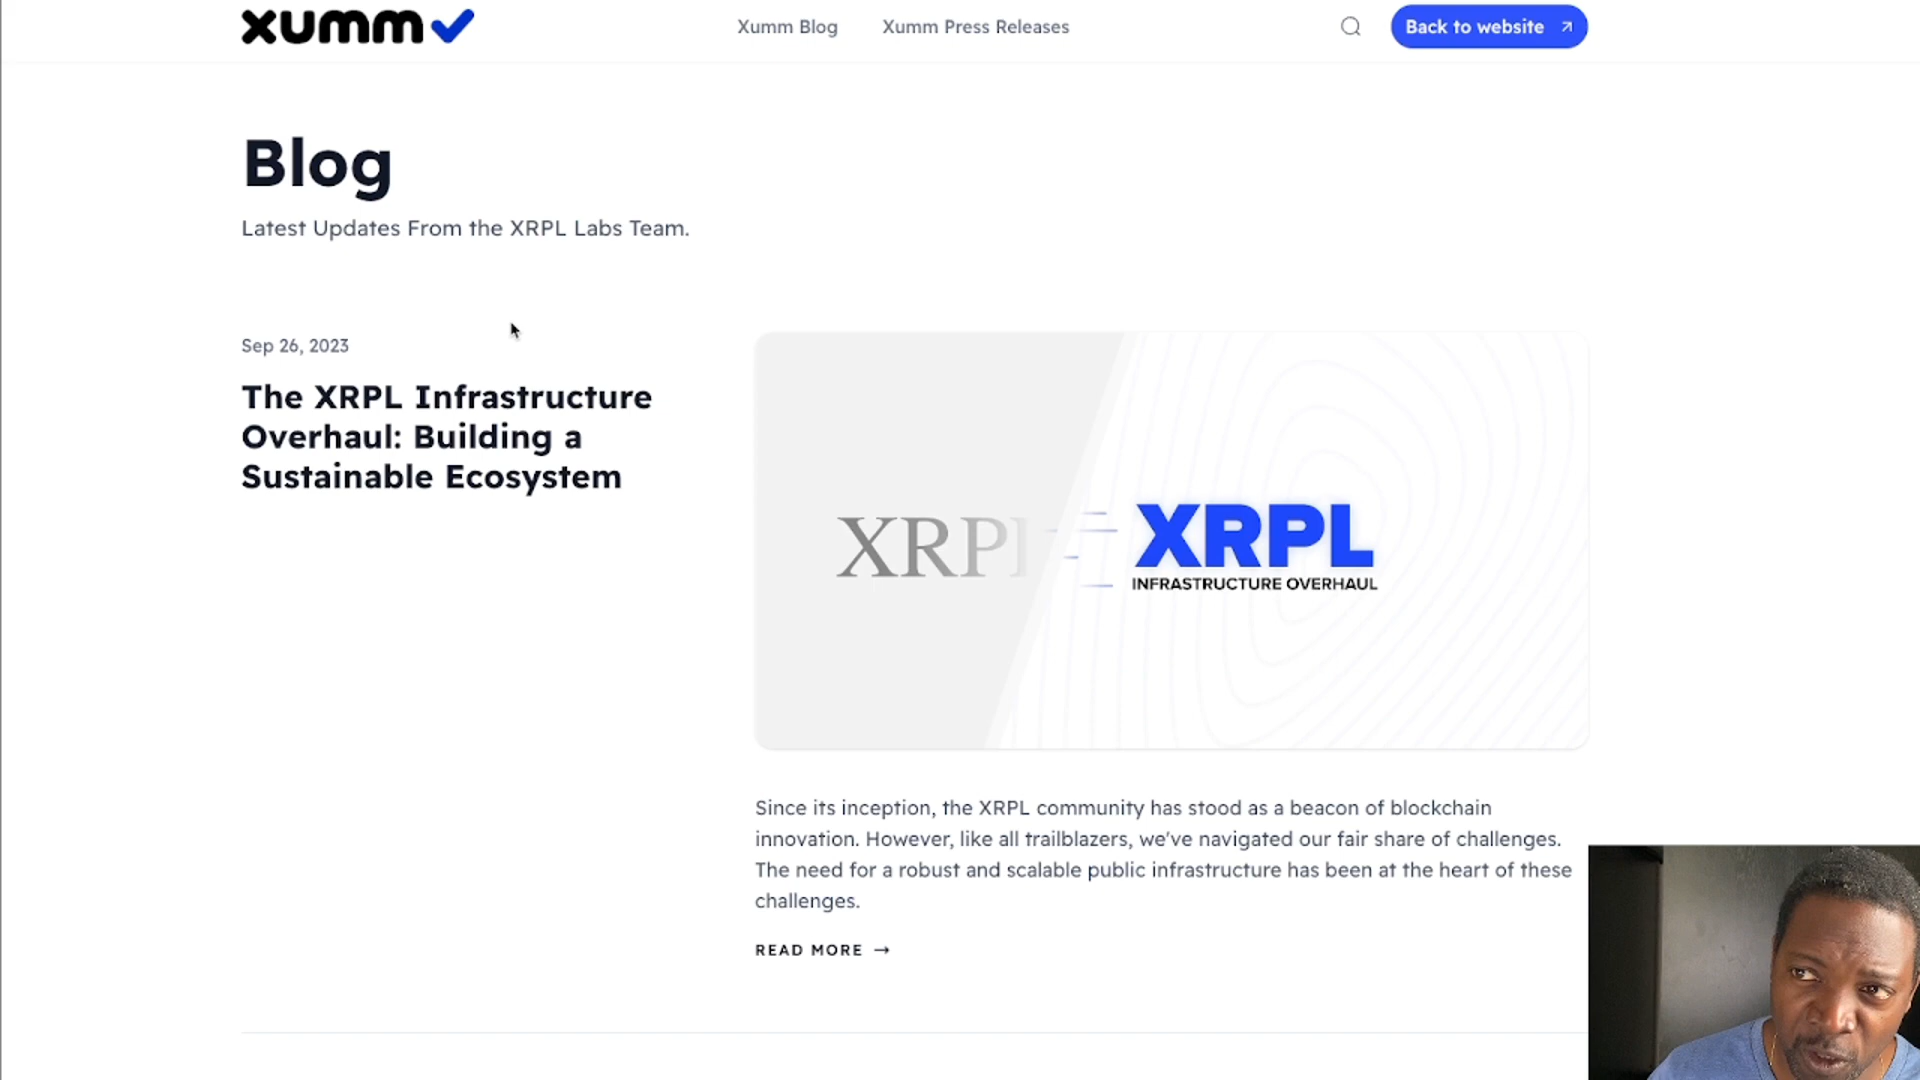 xumm
Xumm Blog
Xumm Press Releases
Back to website
Blog
Latest Updates From the XRPL Labs Team.
Sep 26, 2023
The XRPL Infrastructure
Overhaul: Building a
Sustainable Ecosystem
XRPL
XRPL
INFRASTRUCTURE OVERHAUL
Since its inception, the XRPL community has stood as a beacon of blockchain
innovation. However, like all trailblazers, we've navigated our fair share of challenges.
The need for a robust and scalable public infrastructure has been at the heart of these
challenges.
READ MORE →